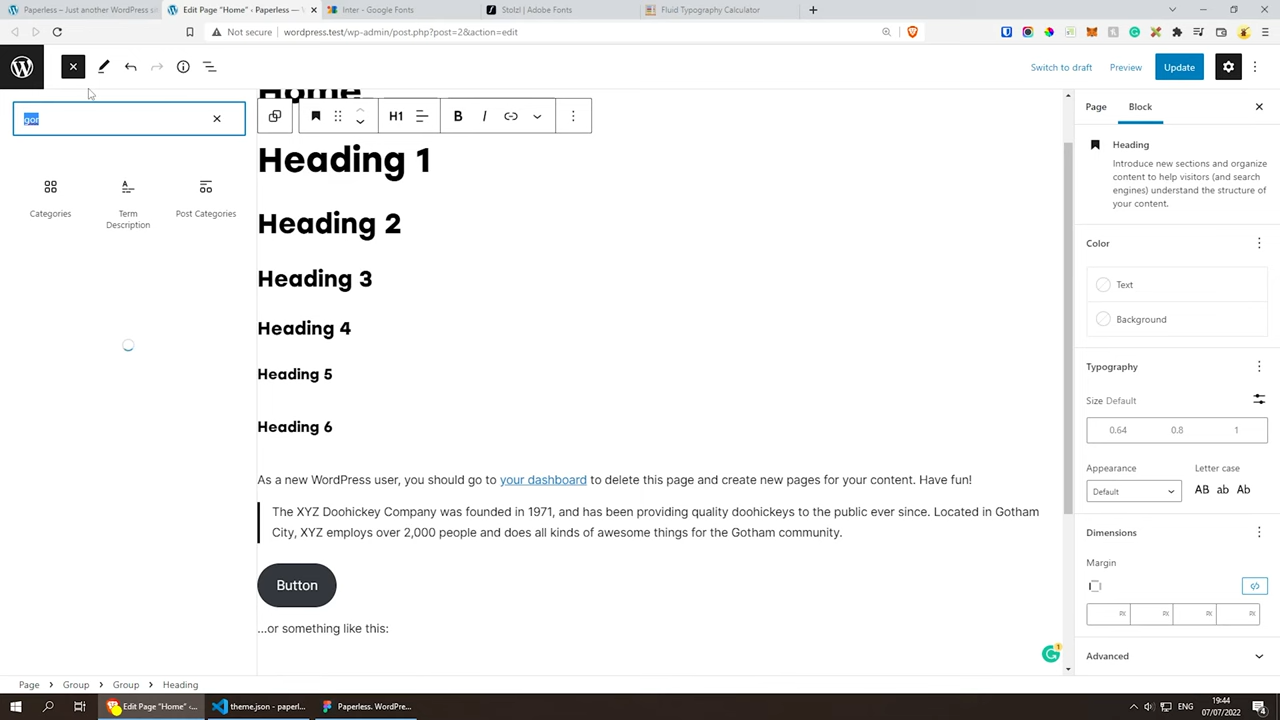 Paperless – Just another WordPress sit
Edit Page "Home" ‹ Paperless — W
Inter - Google Fonts
Stolzl | Adobe Fonts
Fluid Typography Calculator
Not secure
wordpress.test/wp-admin/post.php?post=2&action=edit
Switch to draft
Preview
Update
gor
Categories
Term Description
Post Categories
Home
H1
B
I
Heading 1
Heading 2
Heading 3
Heading 4
Heading 5
Heading 6
As a new WordPress user, you should go to your dashboard to delete this page and create new pages for your content. Have fun!
The XYZ Doohickey Company was founded in 1971, and has been providing quality doohickeys to the public ever since. Located in Gotham
City, XYZ employs over 2,000 people and does all kinds of awesome things for the Gotham community.
Button
...or something like this:
Page
Block
Heading
Introduce new sections and organize
content to help visitors (and search
engines) understand the structure of
your content.
Color
Text
Background
Typography
Size Default
0.64
0.8
1
Appearance
Letter case
Default
AB ab Ab
Dimensions
Margin
PX
PX
PX
PX
Advanced
Page
Group
Group
Heading
Edit Page "Home" ‹...
theme.json - paperl...
Paperless. WordPre...
ENG
19:44
07/07/2022